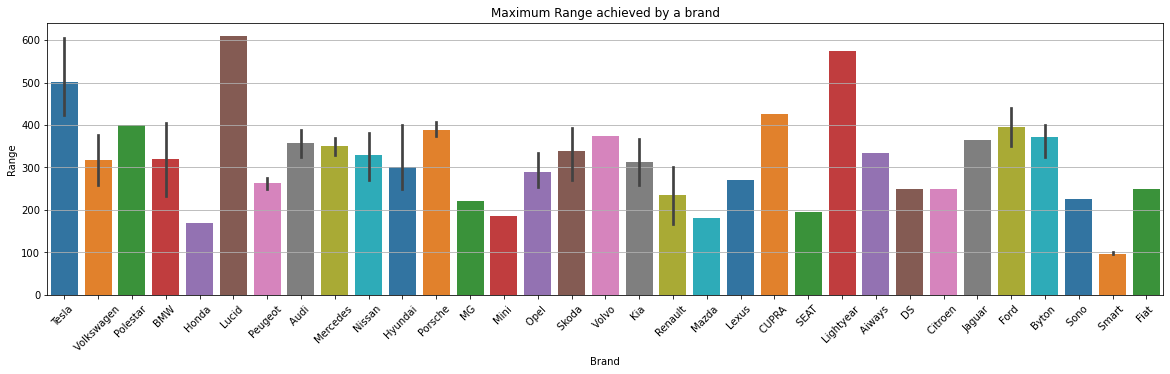 Maximum Range achieved by a brand
600
500
400
300
200
100
0
Range
Tesla
Volkswagen
Polestar
BMW
Honda
Lucid
Peugeot
Audi
Mercedes
Nissan
Hyundai
Porsche
MG
Mini
Opel
Skoda
Volvo
Kia
Renault
Mazda
Lexus
CUPRA
SEAT
Lightyear
Aiways
DS
Citroen
Jaguar
Ford
Byton
Sono
Smart
Fiat
Brand